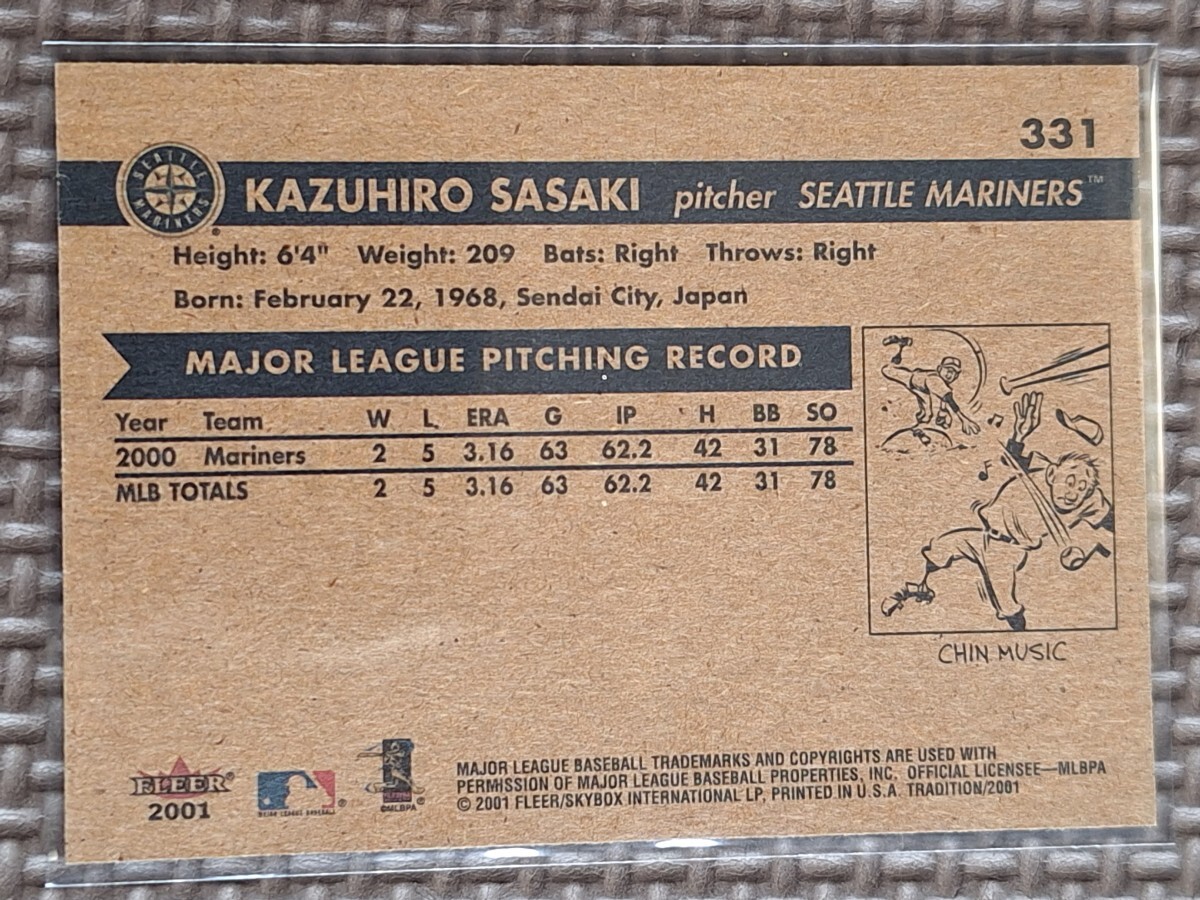 331
SEATTLE MARINERS
KAZUHIRO SASAKI pitcher SEATTLE MARINERS™
Height: 6'4" Weight: 209 Bats: Right Throws: Right
Born: February 22, 1968, Sendai City, Japan
MAJOR LEAGUE PITCHING RECORD
Year Team W L ERA G IP H BB SO
2000 Mariners 2 5 3.16 63 62.2 42 31 78
MLB TOTALS 2 5 3.16 63 62.2 42 31 78
CHIN MUSIC
FLEER®
2001
MAJOR LEAGUE BASEBALL
®
©MLBPA
MAJOR LEAGUE BASEBALL TRADEMARKS AND COPYRIGHTS ARE USED WITH
PERMISSION OF MAJOR LEAGUE BASEBALL PROPERTIES, INC. OFFICIAL LICENSEE—MLBPA
© 2001 FLEER/SKYBOX INTERNATIONAL LP, PRINTED IN U.S.A. TRADITION/2001